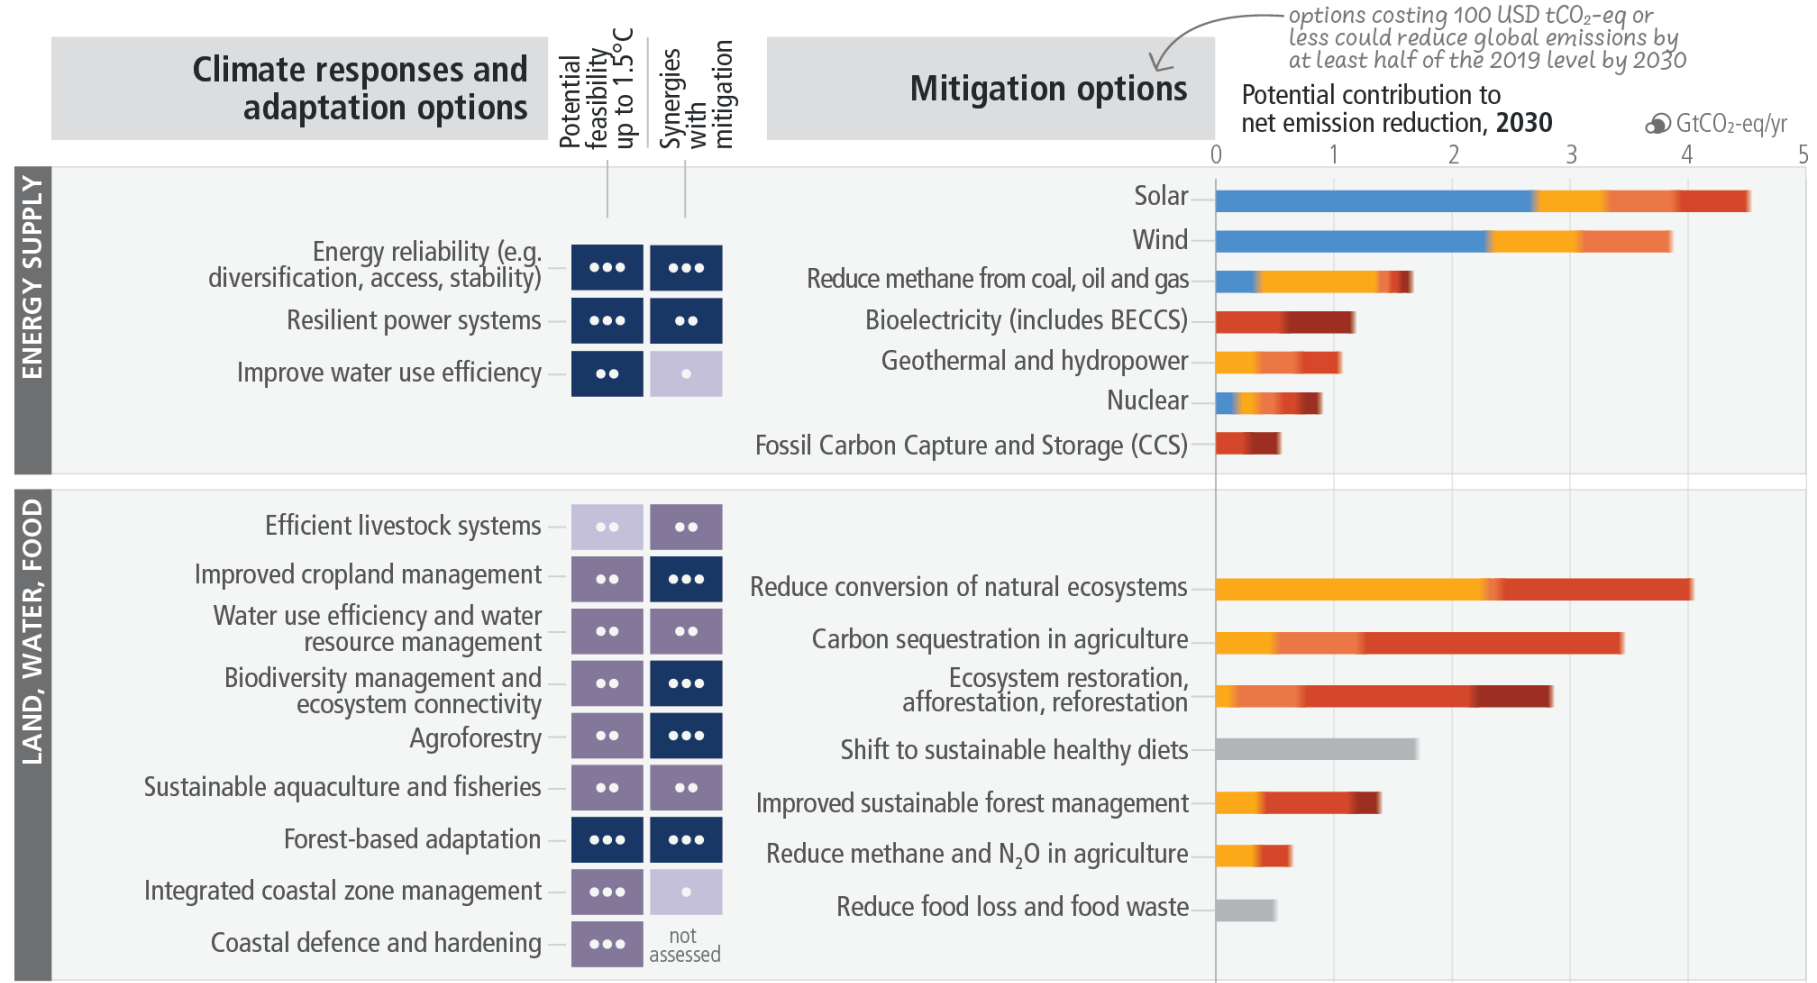 options costing 100 USD tCO₂-eq or
less could reduce global emissions by
at least half of the 2019 level by 2030
Climate responses and
adaptation options
Potential
feasibility
up to 1.5°C
Synergies
with
mitigation
Mitigation options
Potential contribution to
net emission reduction, 2030
GtCO₂-eq/yr
0 1 2 3 4 5
ENERGY SUPPLY
Energy reliability (e.g.
diversification, access, stability)
Resilient power systems
Improve water use efficiency
Solar
Wind
Reduce methane from coal, oil and gas
Bioelectricity (includes BECCS)
Geothermal and hydropower
Nuclear
Fossil Carbon Capture and Storage (CCS)
LAND, WATER, FOOD
Efficient livestock systems
Improved cropland management
Water use efficiency and water
resource management
Biodiversity management and
ecosystem connectivity
Agroforestry
Sustainable aquaculture and fisheries
Forest-based adaptation
Integrated coastal zone management
Coastal defence and hardening
not
assessed
Reduce conversion of natural ecosystems
Carbon sequestration in agriculture
Ecosystem restoration,
afforestation, reforestation
Shift to sustainable healthy diets
Improved sustainable forest management
Reduce methane and N₂O in agriculture
Reduce food loss and food waste